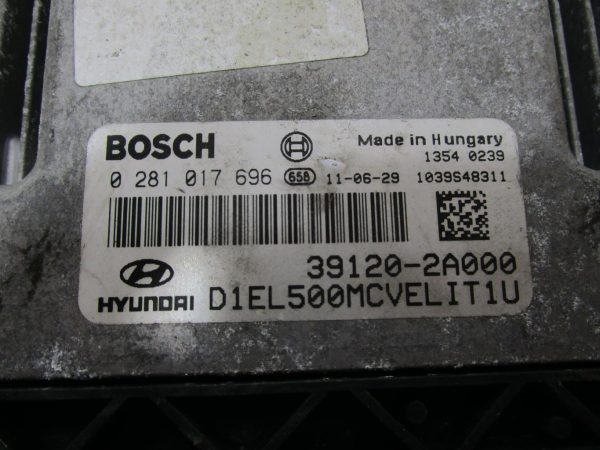 BOSCH Made in Hungary
1354 0239
0 281 017 696 658 11-06-29 1039S48311
39120-2A000
HYUNDAI D1EL500MCVELIT1U